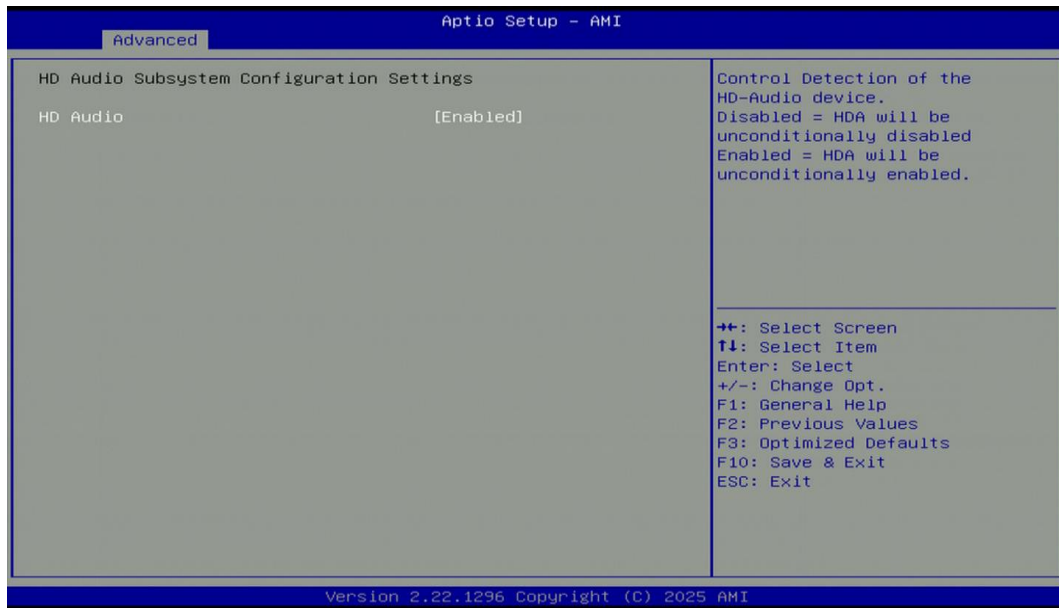 Aptio Setup - AMI
Advanced
HD Audio Subsystem Configuration Settings
HD Audio [Enabled]
Control Detection of the
HD-Audio device.
Disabled = HDA will be
unconditionally disabled
Enabled = HDA will be
unconditionally enabled.
→←: Select Screen
↑↓: Select Item
Enter: Select
+/-: Change Opt.
F1: General Help
F2: Previous Values
F3: Optimized Defaults
F10: Save & Exit
ESC: Exit
Version 2.22.1296 Copyright (C) 2025 AMI